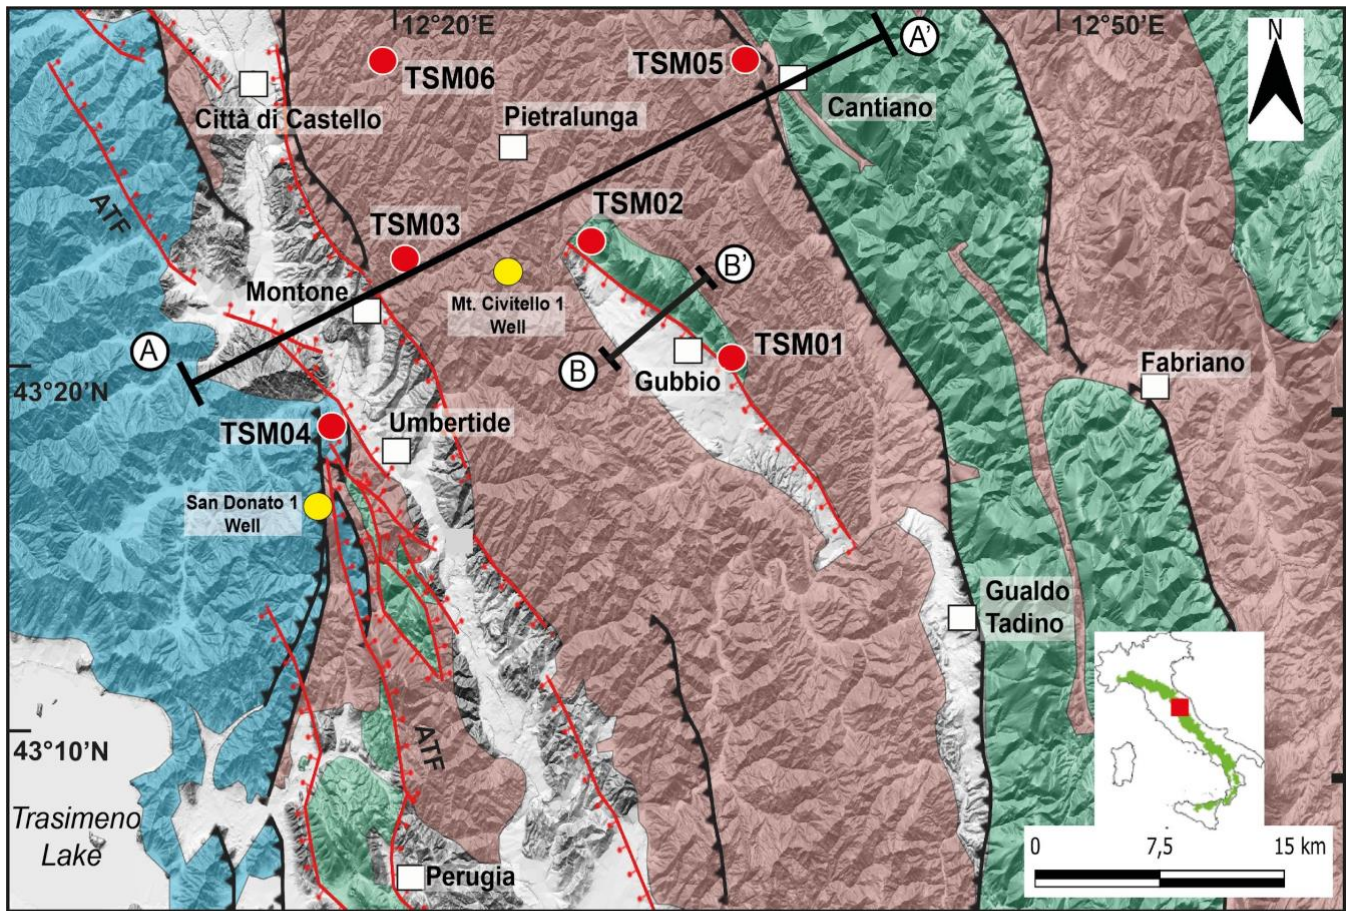 12°20'E
12°50'E
N
A'
TSM06
TSM05
Città di Castello
Pietralunga
Cantiano
ATF
TSM03
TSM02
B'
Montone
Mt. Civitello 1
Well
TSM01
A
B
Gubbio
Fabriano
43°20'N
TSM04
Umbertide
San Donato 1
Well
Gualdo
Tadino
ATF
43°10'N
Trasimeno
Lake
Perugia
0 7,5 15 km